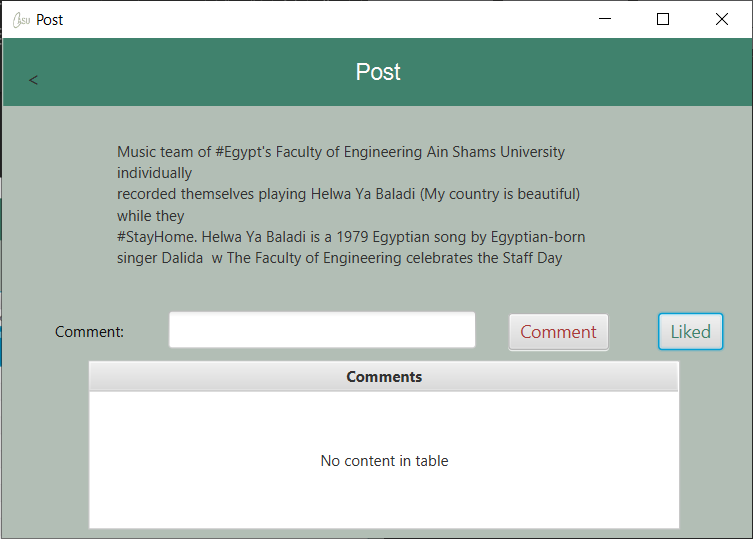 Post
<
Post
Music team of #Egypt's Faculty of Engineering Ain Shams University
individually
recorded themselves playing Helwa Ya Baladi (My country is beautiful)
while they
#StayHome. Helwa Ya Baladi is a 1979 Egyptian song by Egyptian-born
singer Dalida  w The Faculty of Engineering celebrates the Staff Day
Comment:
Comment
Liked
Comments
No content in table